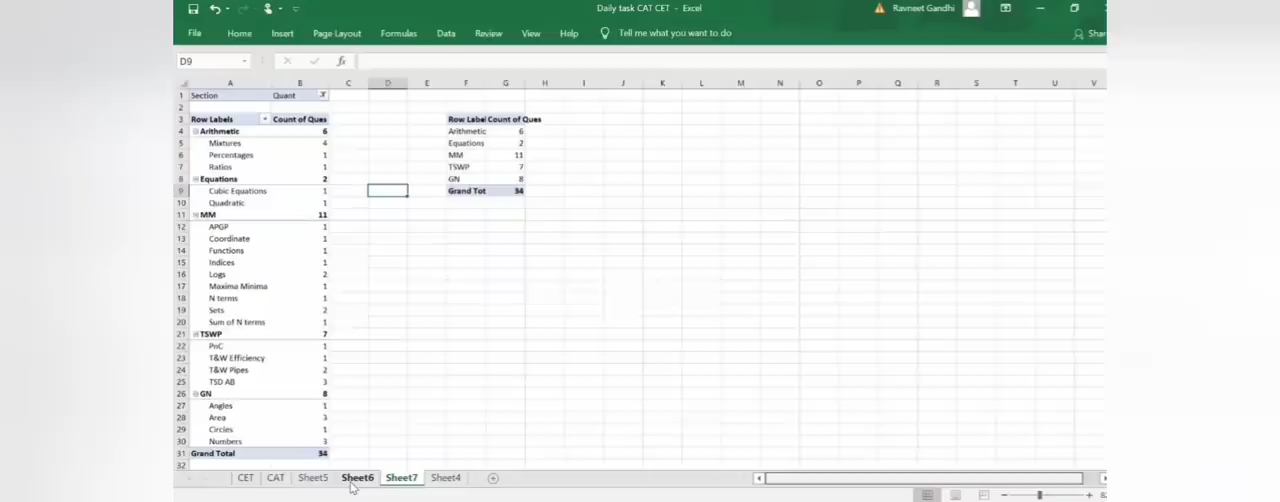 Daily task CAT CET - Excel
Ravneet Gandhi
File Home Insert Page Layout Formulas Data Review View Help Tell me what you want to do Shar
D9 fx
A B C D E F G H I J K L M N O P Q R S T U V
1 Section Quant
2
3 Row Labels Count of Ques Row Label Count of Ques
4 Arithmetic 6 Arithmetic 6
5 Mixtures 4 Equations 2
6 Percentages 1 MM 11
7 Ratios 1 TSWP 7
8 Equations 2 GN 8
9 Cubic Equations 1 Grand Tot 34
10 Quadratic 1
11 MM 11
12 APGP 1
13 Coordinate 1
14 Functions 1
15 Indices 1
16 Logs 2
17 Maxima Minima 1
18 N terms 1
19 Sets 2
20 Sum of N terms 1
21 TSWP 7
22 PnC 1
23 T&W Efficiency 1
24 T&W Pipes 2
25 TSD AB 3
26 GN 8
27 Angles 1
28 Area 3
29 Circles 1
30 Numbers 3
31 Grand Total 34
32
CET CAT Sheet5 Sheet6 Sheet7 Sheet4